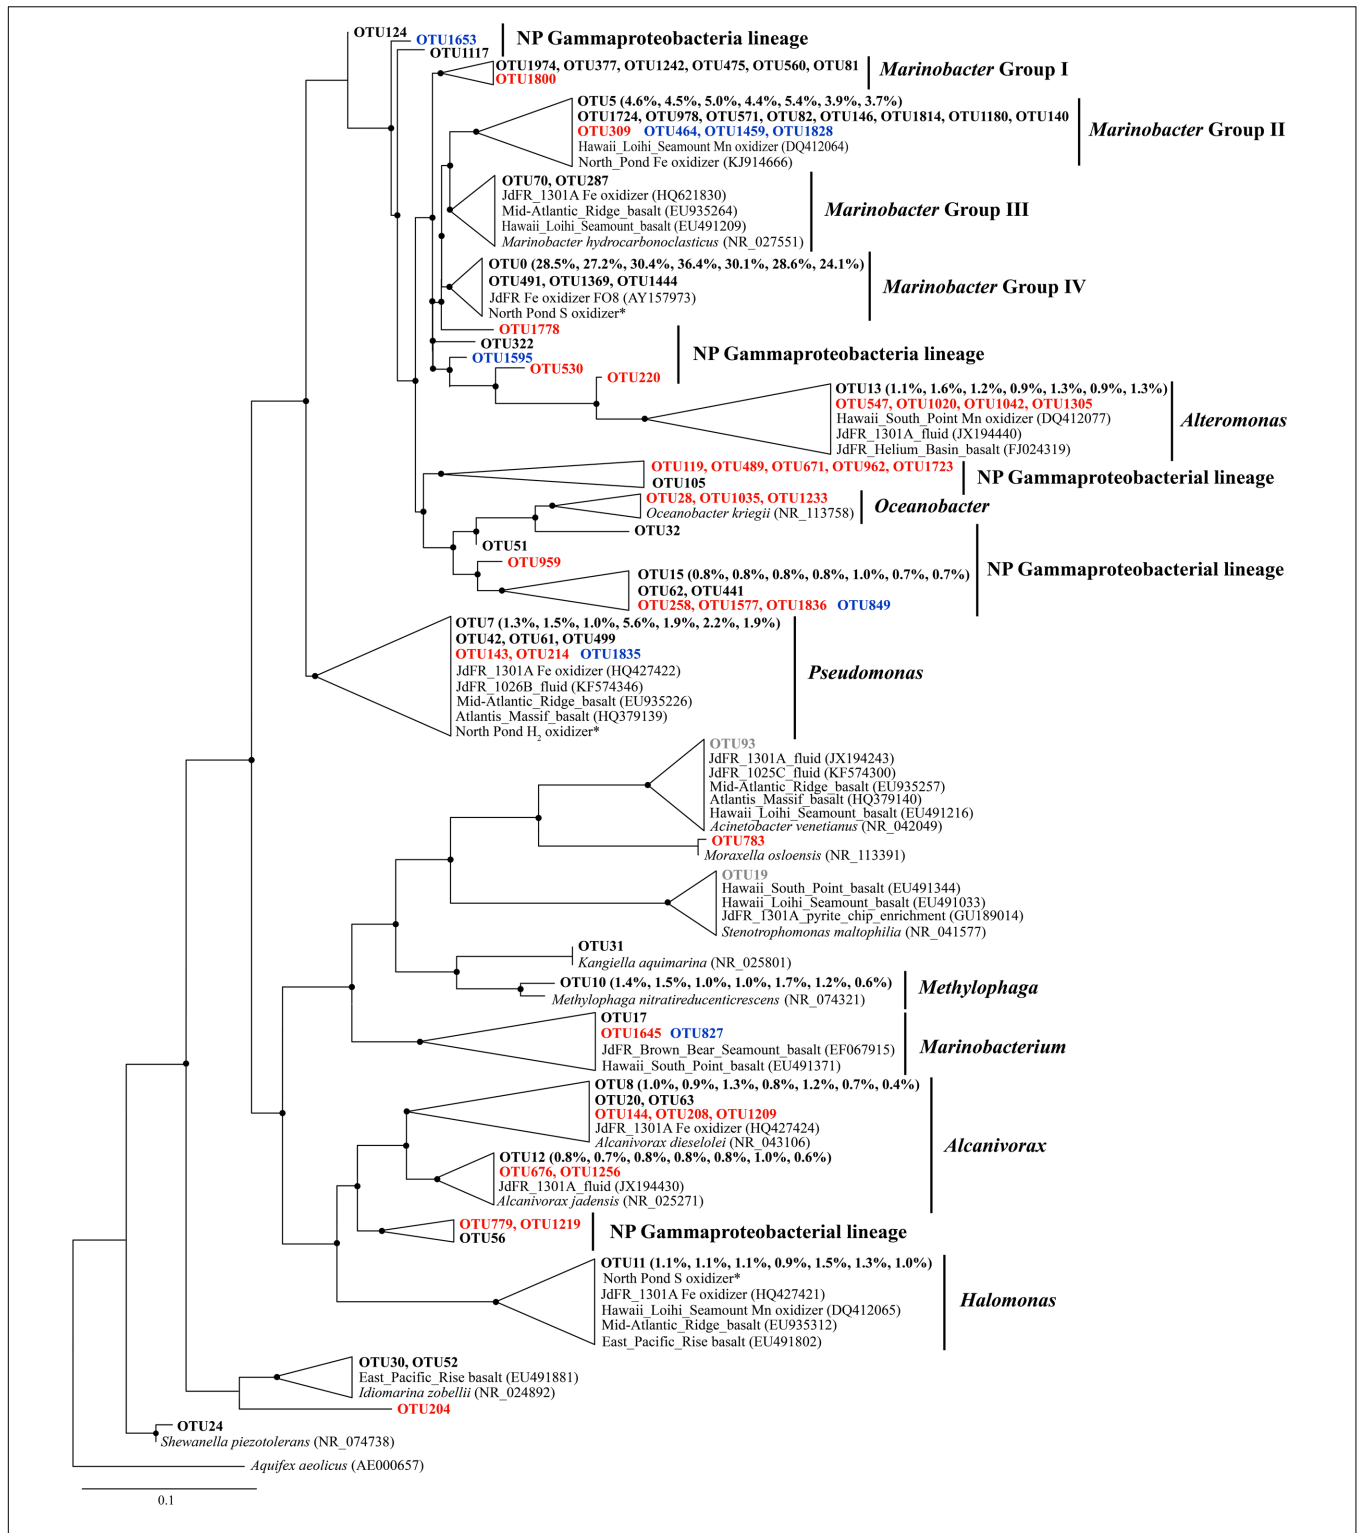 OTU124
OTU1653
OTU1117
NP Gammaproteobacteria lineage
OTU1974, OTU377, OTU1242, OTU475, OTU560, OTU81
OTU1800
Marinobacter Group I
OTU5 (4.6%, 4.5%, 5.0%, 4.4%, 5.4%, 3.9%, 3.7%)
OTU1724, OTU978, OTU571, OTU82, OTU146, OTU1814, OTU1180, OTU140
OTU309 OTU464, OTU1459, OTU1828
Hawaii_Loihi_Seamount Mn oxidizer (DQ412064)
North_Pond Fe oxidizer (KJ914666)
Marinobacter Group II
OTU70, OTU287
JdFR_1301A Fe oxidizer (HQ621830)
Mid-Atlantic_Ridge_basalt (EU935264)
Hawaii_Loihi_Seamount_basalt (EU491209)
Marinobacter hydrocarbonoclasticus (NR_027551)
Marinobacter Group III
OTU0 (28.5%, 27.2%, 30.4%, 36.4%, 30.1%, 28.6%, 24.1%)
OTU491, OTU1369, OTU1444
JdFR Fe oxidizer FO8 (AY157973)
North Pond S oxidizer*
Marinobacter Group IV
OTU1778
OTU322
OTU1595
OTU530
OTU220
NP Gammaproteobacteria lineage
OTU13 (1.1%, 1.6%, 1.2%, 0.9%, 1.3%, 0.9%, 1.3%)
OTU547, OTU1020, OTU1042, OTU1305
Hawaii_South_Point Mn oxidizer (DQ412077)
JdFR_1301A_fluid (JX194440)
JdFR_Helium_Basin_basalt (FJ024319)
Alteromonas
OTU119, OTU489, OTU671, OTU962, OTU1723
OTU105
NP Gammaproteobacterial lineage
OTU28, OTU1035, OTU1233
Oceanobacter kriegii (NR_113758)
Oceanobacter
OTU32
OTU51
OTU959
OTU15 (0.8%, 0.8%, 0.8%, 0.8%, 1.0%, 0.7%, 0.7%)
OTU62, OTU441
OTU258, OTU1577, OTU1836 OTU849
NP Gammaproteobacterial lineage
OTU7 (1.3%, 1.5%, 1.0%, 5.6%, 1.9%, 2.2%, 1.9%)
OTU42, OTU61, OTU499
OTU143, OTU214 OTU1835
JdFR_1301A Fe oxidizer (HQ427422)
JdFR_1026B_fluid (KF574346)
Mid-Atlantic_Ridge_basalt (EU935226)
Atlantis_Massif_basalt (HQ379139)
North Pond H2 oxidizer*
Pseudomonas
OTU93
JdFR_1301A_fluid (JX194243)
JdFR_1025C_fluid (KF574300)
Mid-Atlantic_Ridge_basalt (EU935257)
Atlantis_Massif_basalt (HQ379140)
Hawaii_Loihi_Seamount_basalt (EU491216)
Acinetobacter venetianus (NR_042049)
OTU783
Moraxella osloensis (NR_113391)
OTU19
Hawaii_South_Point_basalt (EU491344)
Hawaii_Loihi_Seamount_basalt (EU491033)
JdFR_1301A_pyrite_chip_enrichment (GU189014)
Stenotrophomonas maltophilia (NR_041577)
OTU31
Kangiella aquimarina (NR_025801)
OTU10 (1.4%, 1.5%, 1.0%, 1.0%, 1.7%, 1.2%, 0.6%)
Methylophaga nitratireducenticrescens (NR_074321)
Methylophaga
OTU17
OTU1645 OTU827
JdFR_Brown_Bear_Seamount_basalt (EF067915)
Hawaii_South_Point_basalt (EU491371)
Marinobacterium
OTU8 (1.0%, 0.9%, 1.3%, 0.8%, 1.2%, 0.7%, 0.4%)
OTU20, OTU63
OTU144, OTU208, OTU1209
JdFR_1301A Fe oxidizer (HQ427424)
Alcanivorax dieselolei (NR_043106)
OTU12 (0.8%, 0.7%, 0.8%, 0.8%, 0.8%, 1.0%, 0.6%)
OTU676, OTU1256
JdFR_1301A_fluid (JX194430)
Alcanivorax jadensis (NR_025271)
Alcanivorax
OTU779, OTU1219
OTU56
NP Gammaproteobacterial lineage
OTU11 (1.1%, 1.1%, 1.1%, 0.9%, 1.5%, 1.3%, 1.0%)
North Pond S oxidizer*
JdFR_1301A Fe oxidizer (HQ427421)
Hawaii_Loihi_Seamount Mn oxidizer (DQ412065)
Mid-Atlantic_Ridge_basalt (EU935312)
East_Pacific_Rise basalt (EU491802)
Halomonas
OTU30, OTU52
East_Pacific_Rise basalt (EU491881)
Idiomarina zobellii (NR_024892)
OTU204
OTU24
Shewanella piezotolerans (NR_074738)
Aquifex aeolicus (AE000657)
0.1